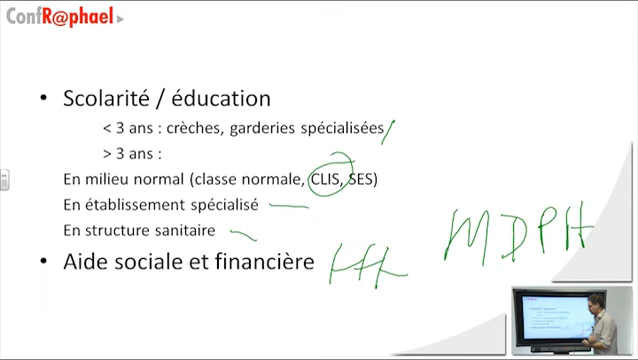 ConfR@phael
• Scolarité / éducation
< 3 ans : crèches, garderies spécialisées
> 3 ans :
En milieu normal (classe normale, CLIS, SES)
En établissement spécialisé
En structure sanitaire
• Aide sociale et financière
MDPH